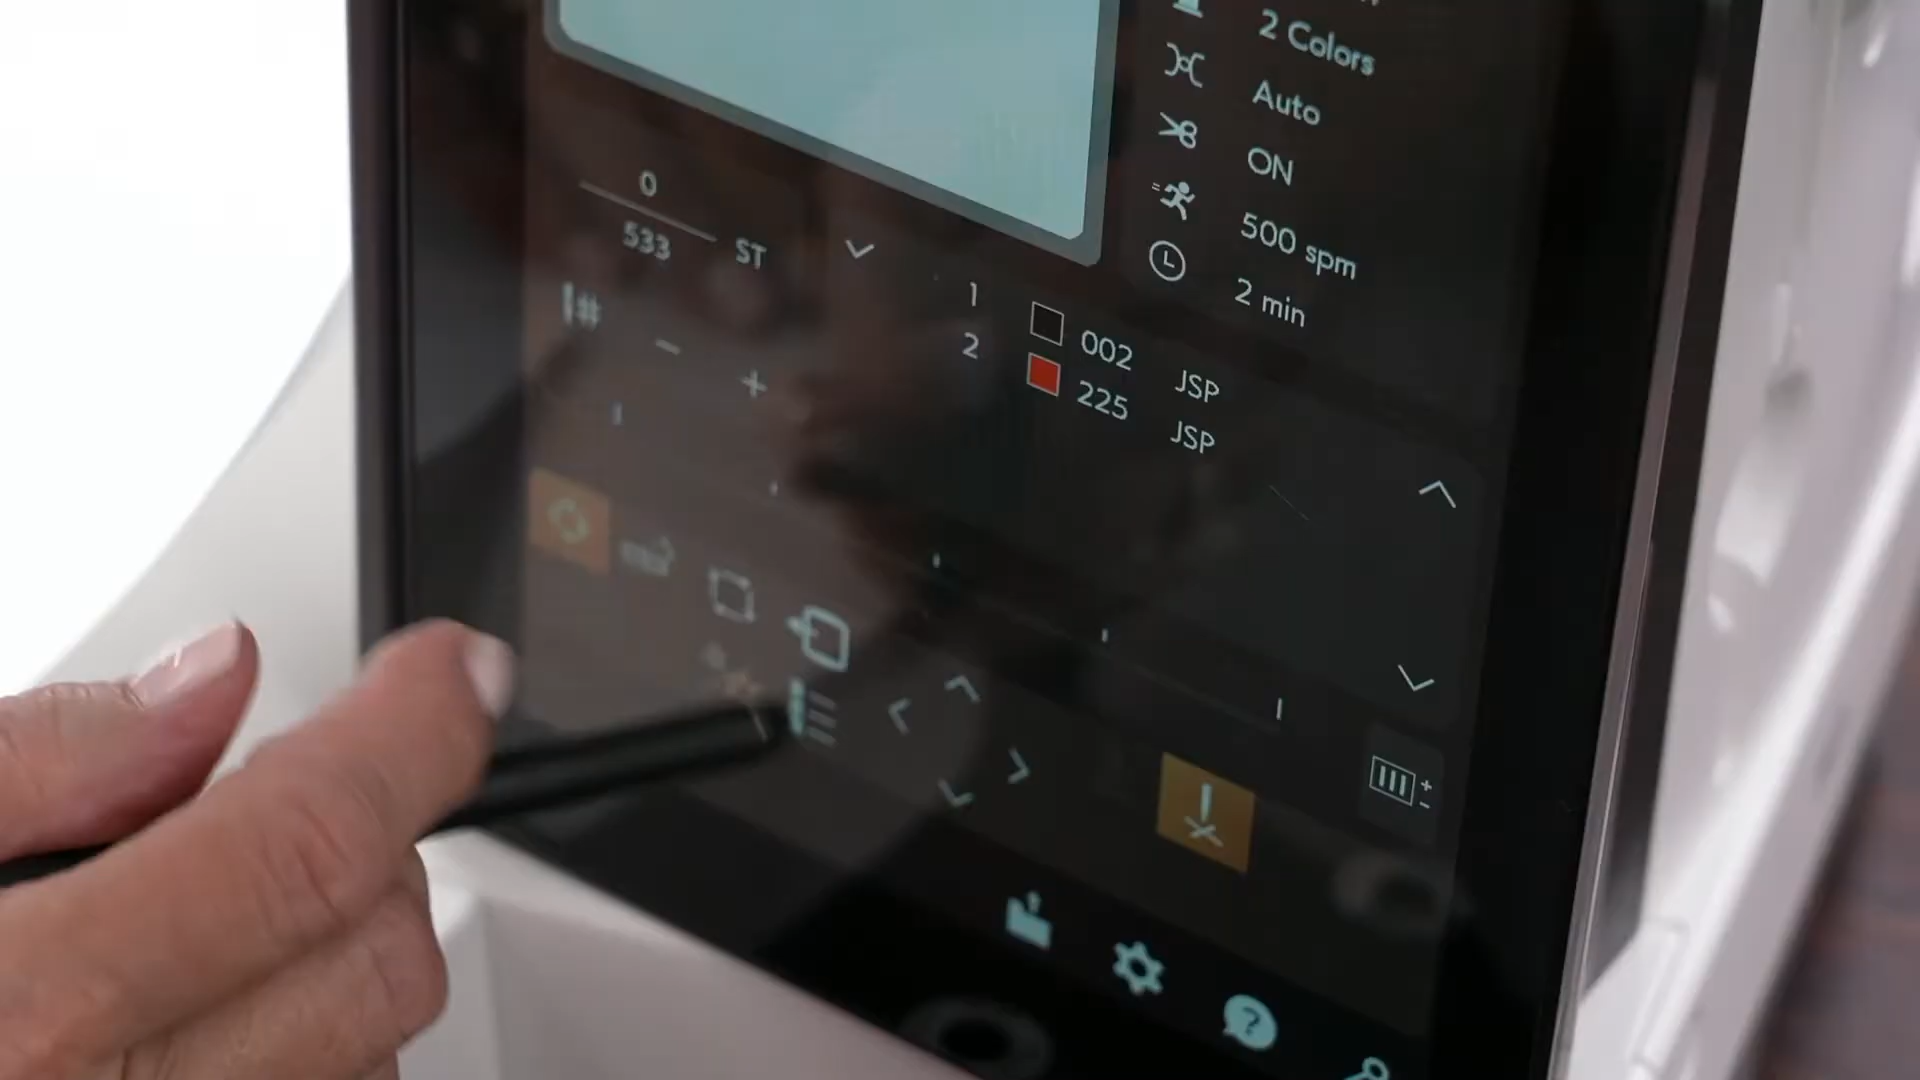 2 Colors
Auto
ON
500 spm
2 min
0
533 ST
1 002 JSP
2 225 JSP